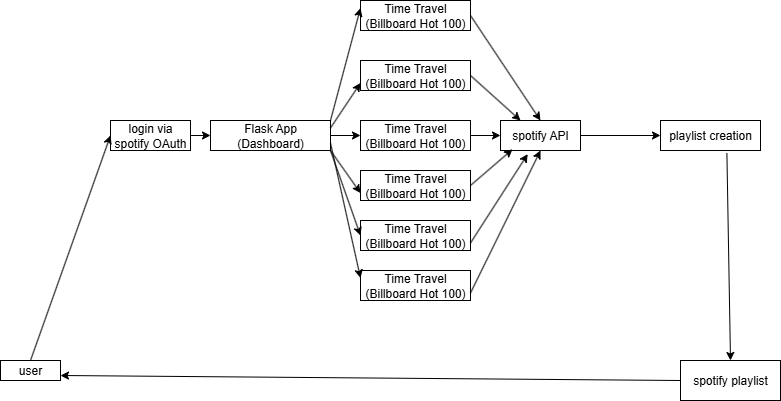 Time Travel
(Billboard Hot 100)
Time Travel
(Billboard Hot 100)
login via
spotify OAuth
Flask App
(Dashboard)
Time Travel
(Billboard Hot 100)
spotify API
playlist creation
Time Travel
(Billboard Hot 100)
Time Travel
(Billboard Hot 100)
Time Travel
(Billboard Hot 100)
user
spotify playlist